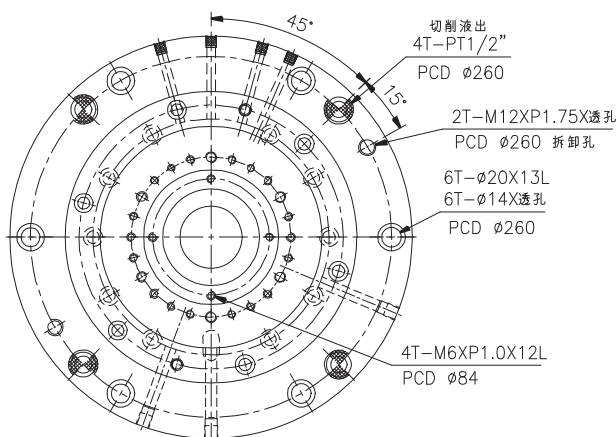 45°
切削液出
4T-PT1/2”
PCD ø260
15°
2T-M12XP1.75X透孔
PCD ø260 拆卸孔
6T-ø20X13L
6T-ø14X透孔
PCD ø260
4T-M6XP1.0X12L
PCD ø84